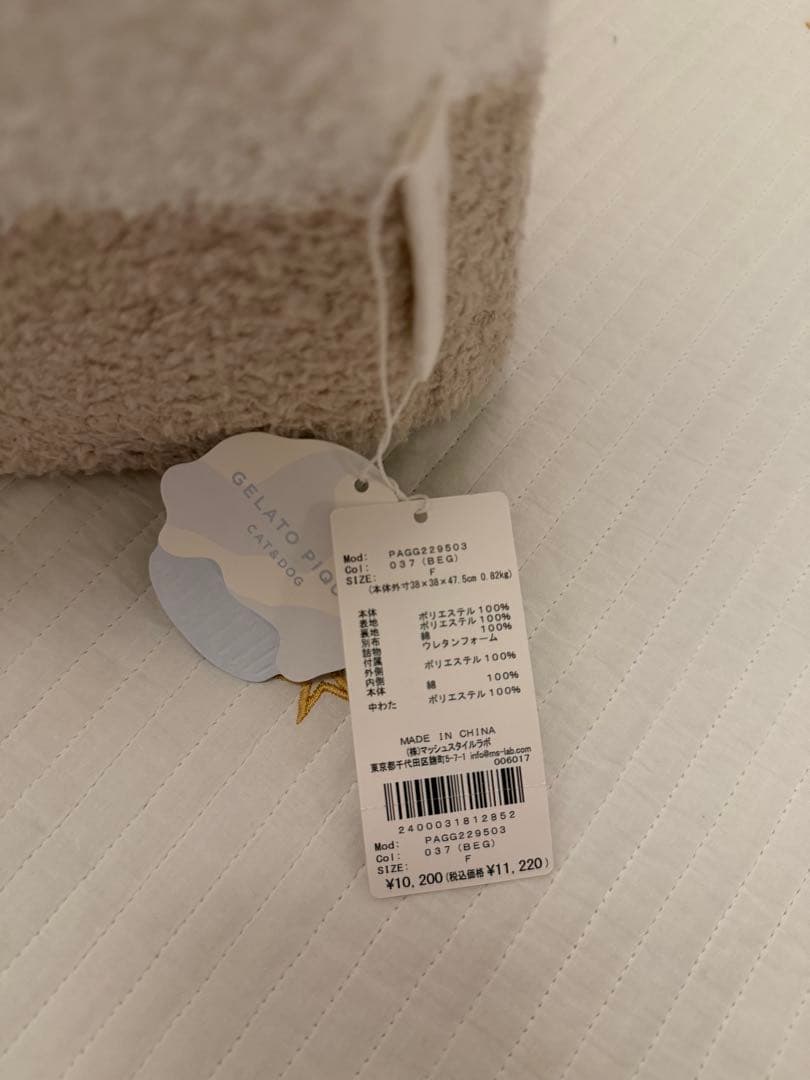 GELATO PIQU
CAT&DOG
Mod: PAGG229503
Col: 037 (BEG)
SIZE: F
(本体外寸38×38×47.5cm 0.82kg)
本体
表地 ポリエステル100%
裏地 ポリエステル100%
別布 綿 100%
詰物 ウレタンフォーム
付属
外側 ポリエステル100%
内側
本体 綿 100%
中わた ポリエステル100%
MADE IN CHINA
(株)マッシュスタイルラボ
東京都千代田区麹町5-7-1 info@ms-lab.com
006017
2400031812852
Mod: PAGG229503
Col: 037 (BEG)
SIZE: F
¥10,200(税込価格¥11,220)